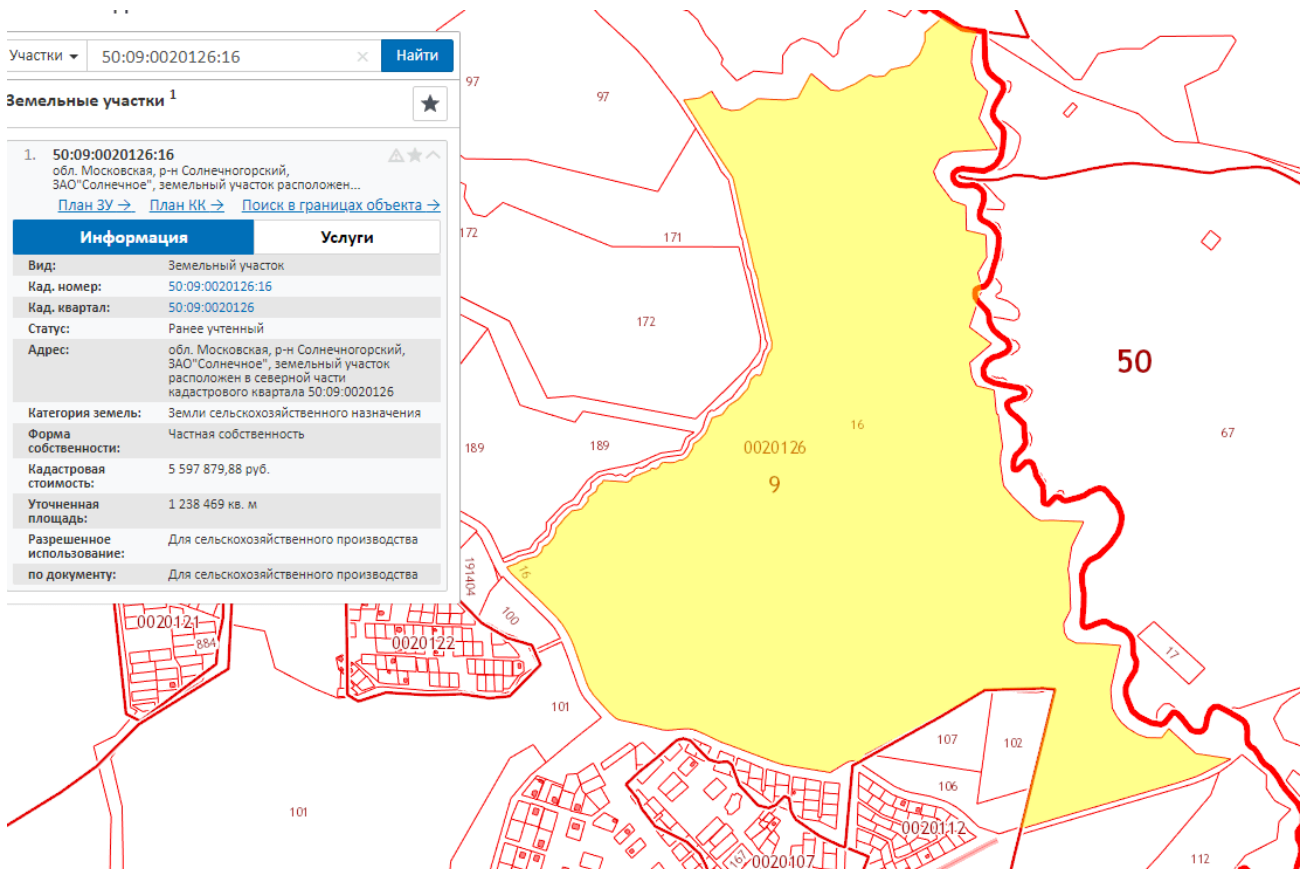 Участки 50:09:0020126:16 × Найти
Земельные участки 1
1. 50:09:0020126:16
обл. Московская, р-н Солнечногорский,
ЗАО"Солнечное", земельный участок расположен...
План ЗУ → План КК → Поиск в границах объекта →
Информация Услуги
Вид: Земельный участок
Кад. номер: 50:09:0020126:16
Кад. квартал: 50:09:0020126
Статус: Ранее учтенный
Адрес: обл. Московская, р-н Солнечногорский,
ЗАО"Солнечное", земельный участок
расположен в северной части
кадастрового квартала 50:09:0020126
Категория земель: Земли сельскохозяйственного назначения
Форма Частная собственность
собственности:
Кадастровая 5 597 879,88 руб.
стоимость:
Уточненная 1 238 469 кв. м
площадь:
Разрешенное Для сельскохозяйственного производства
использование:
по документу: Для сельскохозяйственного производства
97
97
172
171
172
50
16
67
189
189
0020126
9
16
191404
100
0020121
884
0020122
17
101
107
102
106
101
0020112
167
0020107
112